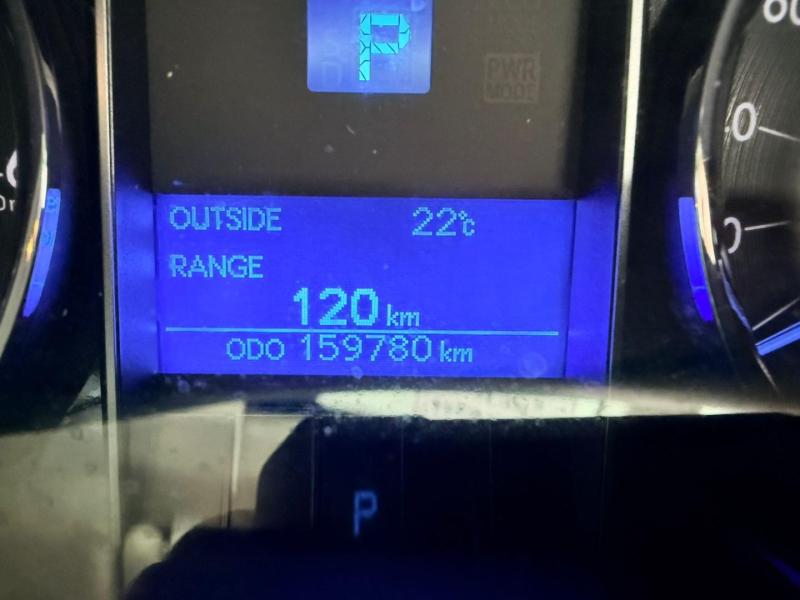 P
PWR
MODE
OUTSIDE 22℃
RANGE
120 km
ODO 159780 km
P